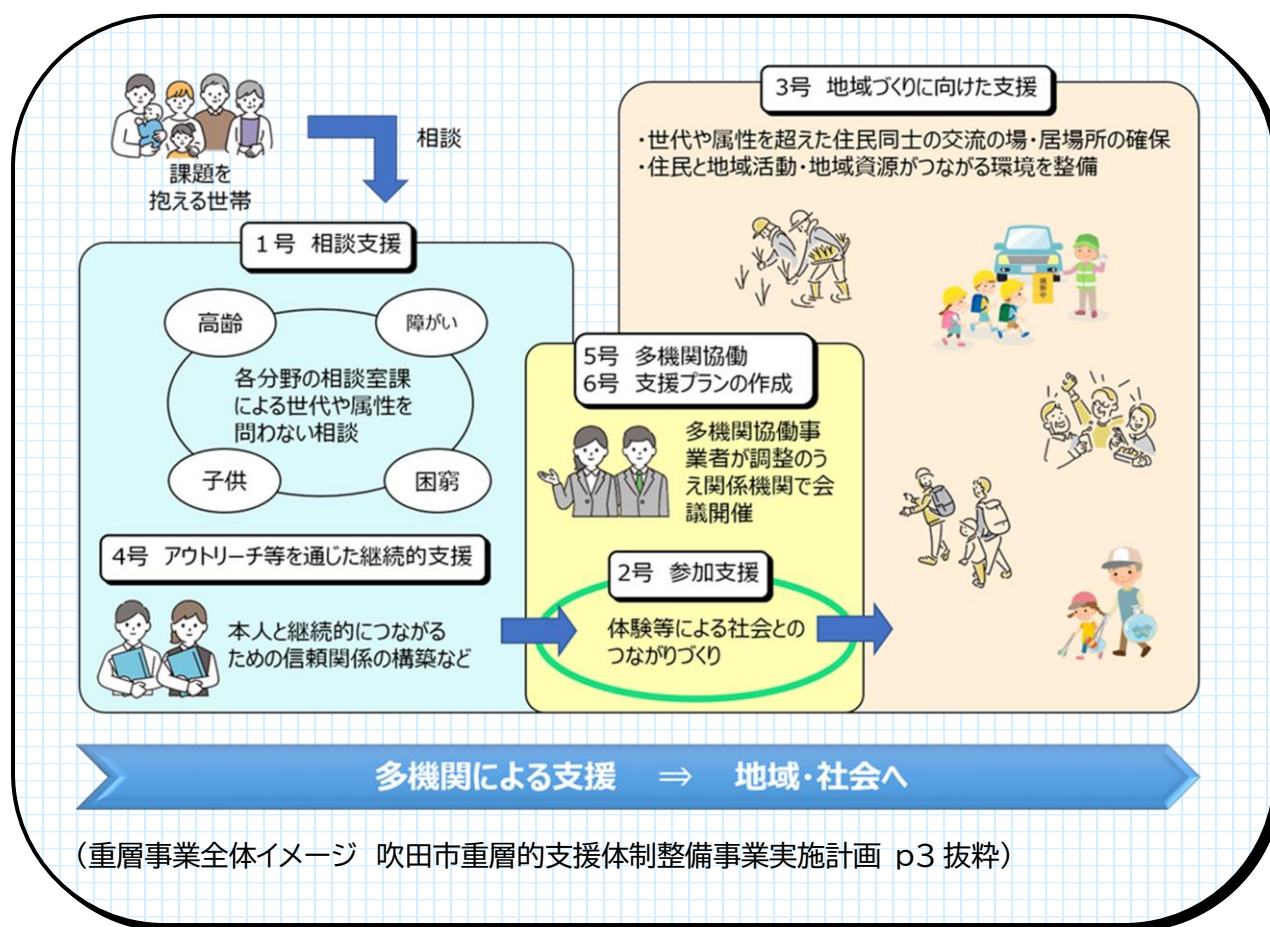 課題を
抱える世帯
相談
1号 相談支援
高齢
障がい
各分野の相談室課
による世代や属性を
問わない相談
子供
困窮
4号 アウトリーチ等を通じた継続的支援
本人と継続的につながる
ための信頼関係の構築など
5号 多機関協働
6号 支援プランの作成
多機関協働事
業者が調整のう
え関係機関で会
議開催
2号 参加支援
体験等による社会との
つながりづくり
3号 地域づくりに向けた支援
・世代や属性を超えた住民同士の交流の場・居場所の確保
・住民と地域活動・地域資源がつながる環境を整備
多機関による支援 ⇒ 地域・社会へ
(重層事業全体イメージ 吹田市重層的支援体制整備事業実施計画 p3 抜粋)